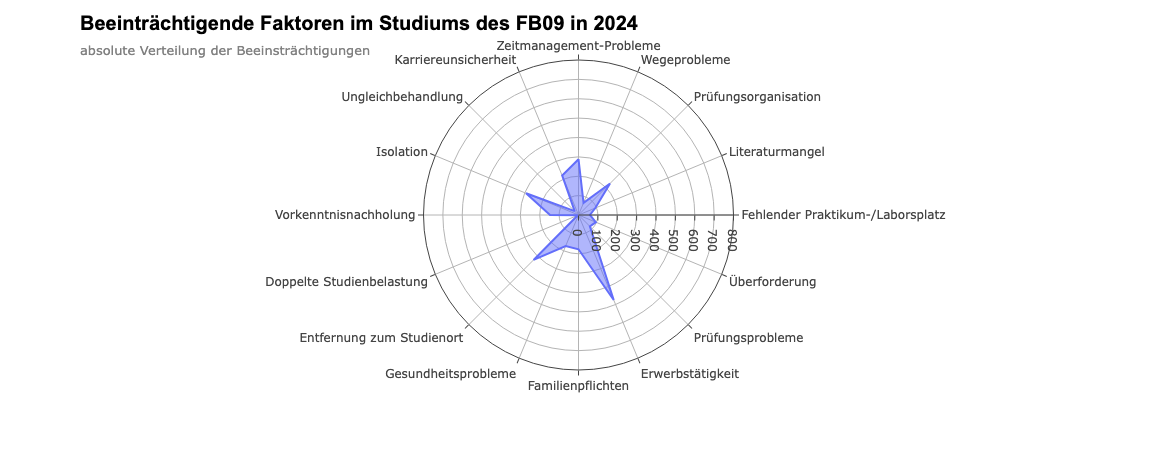 Beeinträchtigende Faktoren im Studiums des FB09 in 2024
absolute Verteilung der Beeinsträchtigungen
Zeitmanagement-Probleme
Karriereunsicherheit
Wegeprobleme
Ungleichbehandlung
Prüfungsorganisation
Isolation
Literaturmangel
Vorkenntnisnachholung
Fehlender Praktikum-/Laborsplatz
0
100
200
300
400
500
600
700
800
Doppelte Studienbelastung
Überforderung
Entfernung zum Studienort
Prüfungsprobleme
Gesundheitsprobleme
Erwerbstätigkeit
Familienpflichten